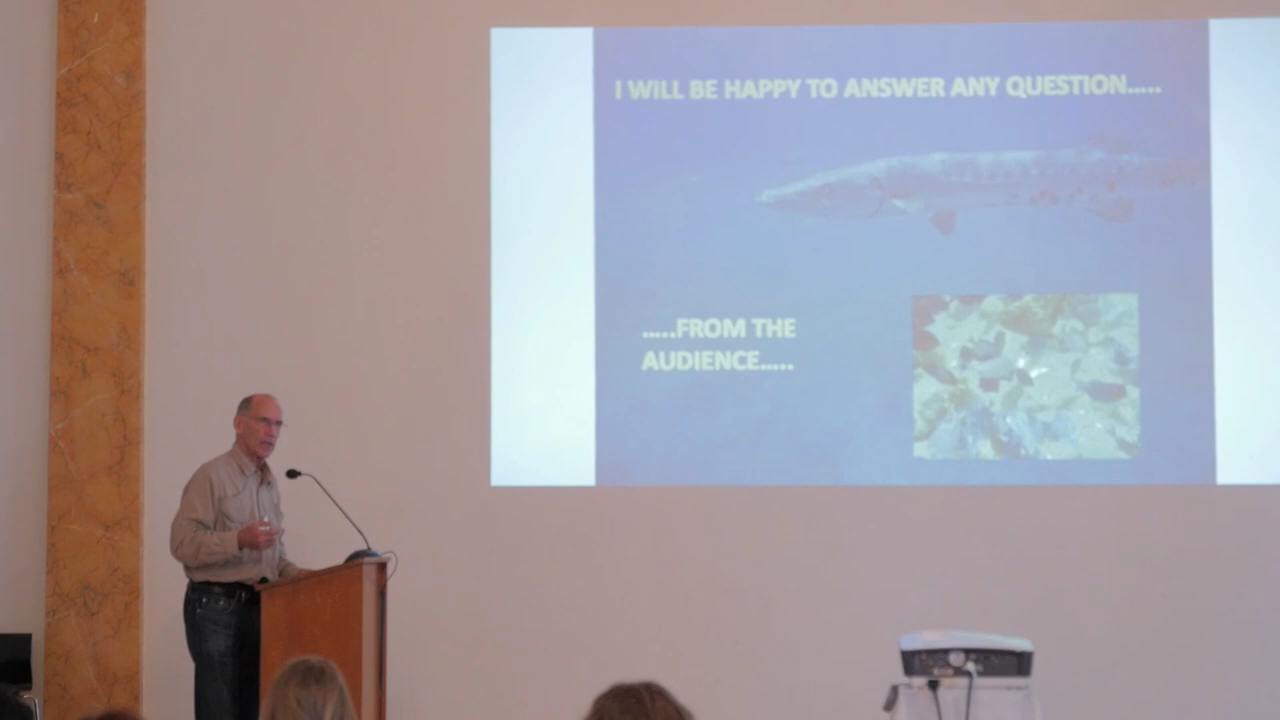 I WILL BE HAPPY TO ANSWER ANY QUESTION.....
.....FROM THE
AUDIENCE.....